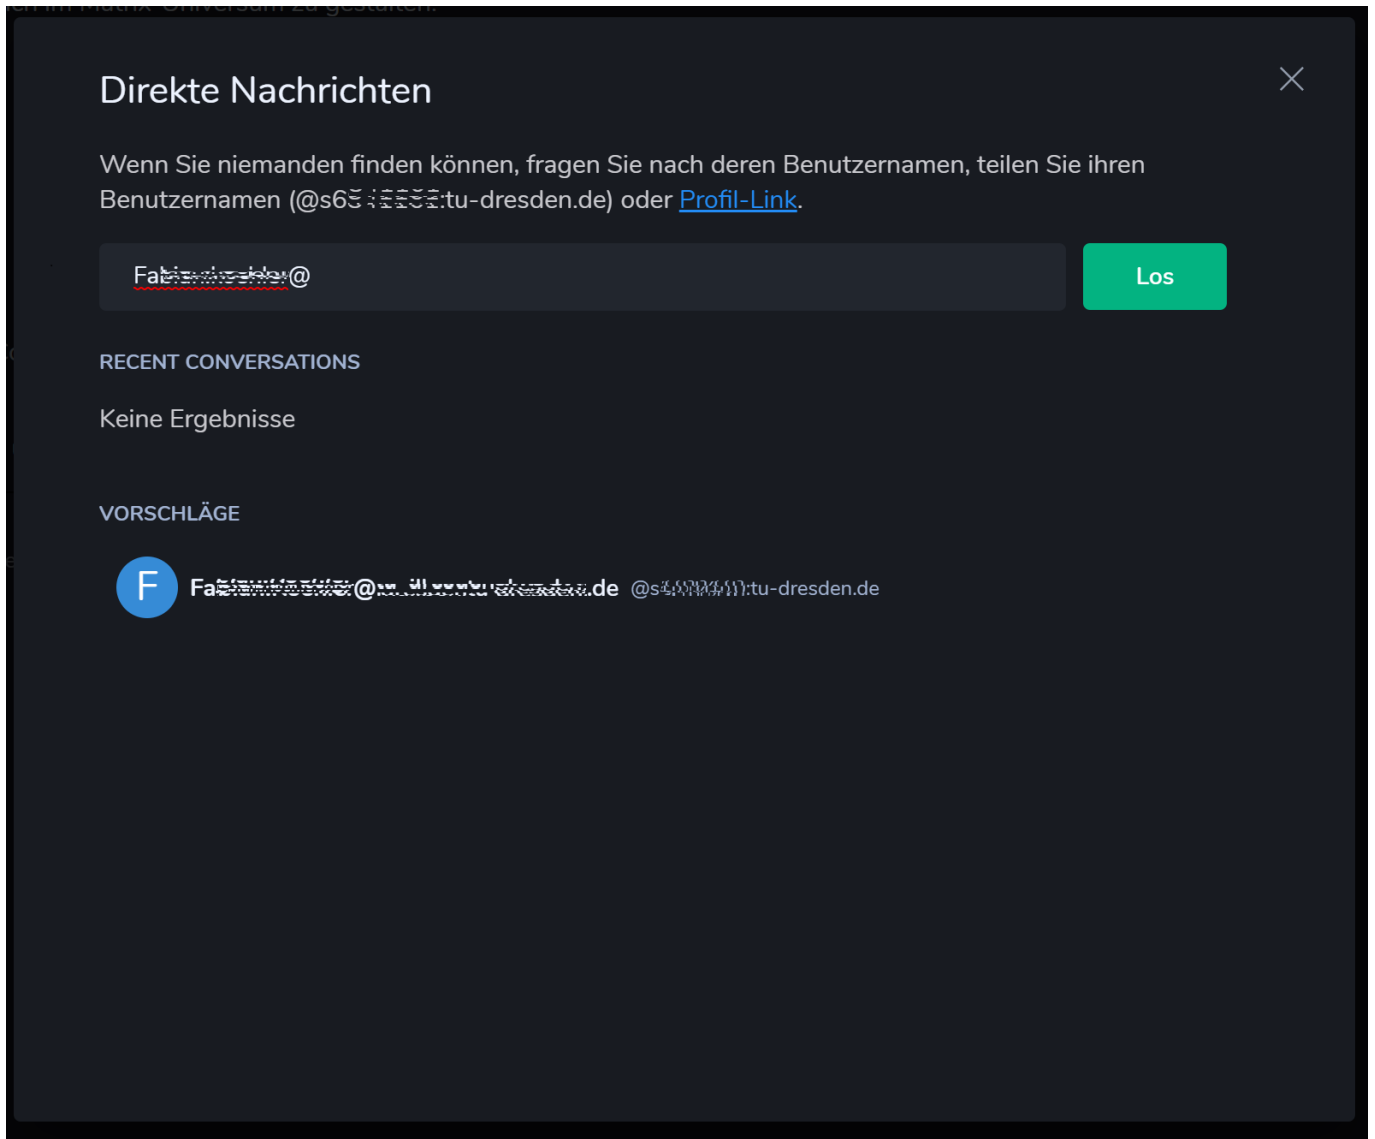 Direkte Nachrichten
Wenn Sie niemanden finden können, fragen Sie nach deren Benutzernamen, teilen Sie ihren
Benutzernamen (:tu-dresden.de) oder Profil-Link.
Los
RECENT CONVERSATIONS
Keine Ergebnisse
VORSCHLÄGE
F
.de :tu-dresden.de